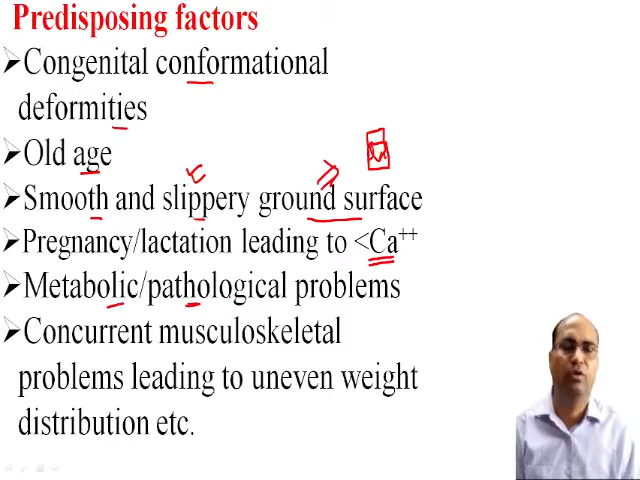 Predisposing factors
➢Congenital conformational
deformities
➢Old age
➢Smooth and slippery ground surface
➢Pregnancy/lactation leading to <Ca++
➢Metabolic/pathological problems
➢Concurrent musculoskeletal
problems leading to uneven weight
distribution etc.